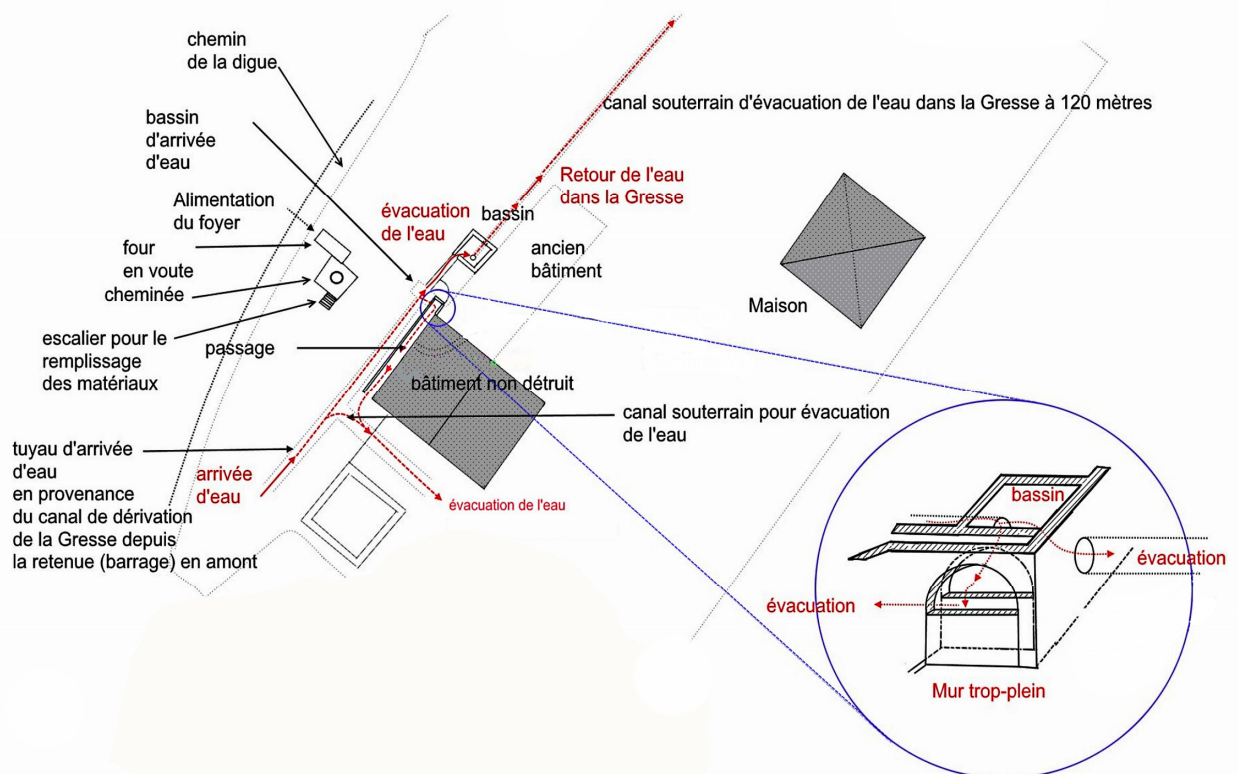 chemin
de la digue
bassin
d'arrivée
d'eau
canal souterrain d'évacuation de l'eau dans la Gresse à 120 mètres
Alimentation
du foyer
four
en voute
cheminée
escalier pour le
remplissage
des matériaux
passage
évacuation
de l'eau
bassin
Retour de l'eau
dans la Gresse
ancien
bâtiment
Maison
bâtiment non détruit
canal souterrain pour évacuation
de l'eau
tuyau d'arrivée
d'eau
en provenance
du canal de dérivation
de la Gresse depuis
la retenue (barrage) en amont
arrivée
d'eau
évacuation de l'eau
bassin
évacuation
évacuation
Mur trop-plein